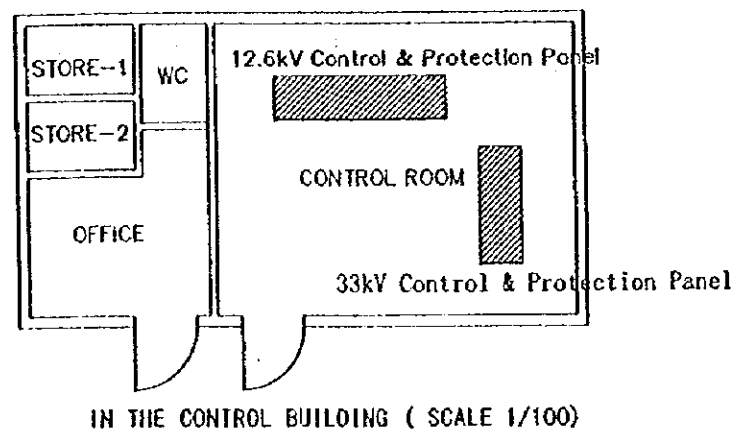 12.6kV Control & Protection Panel
STORE-1
WC
STORE-2
CONTROL ROOM
OFFICE
33kV Control & Protection Panel
IN THE CONTROL BUILDING ( SCALE 1/100)